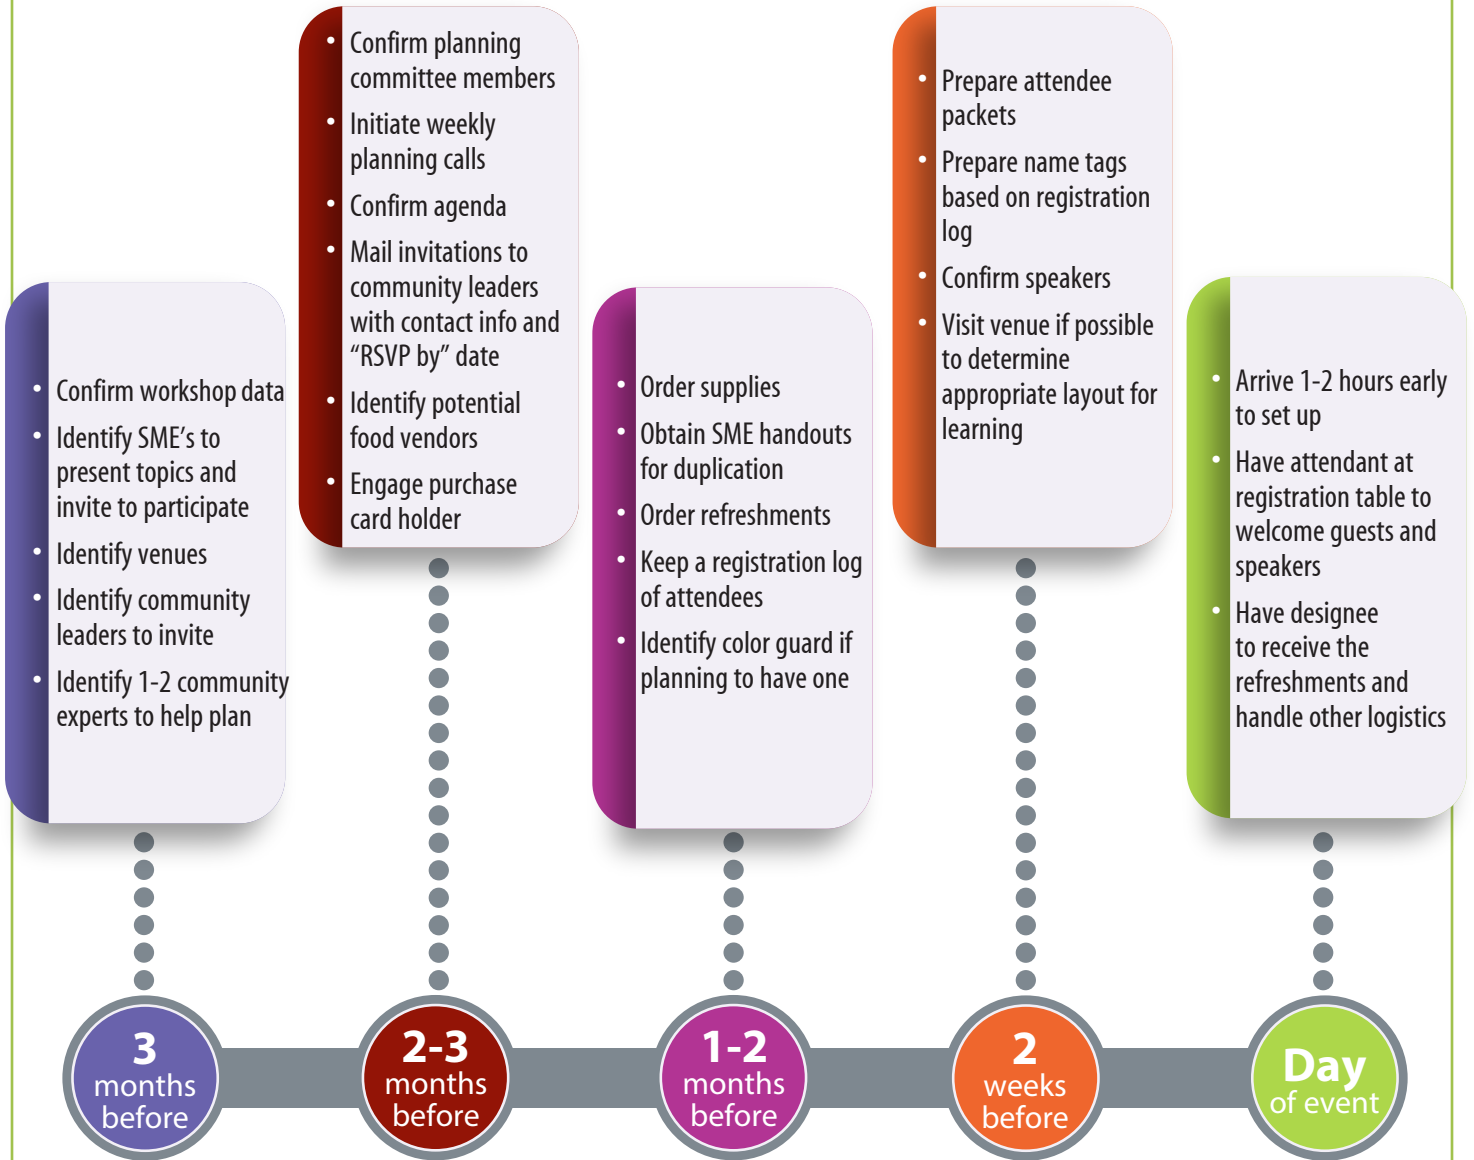 • Confirm workshop data
• Identify SME's to
present topics and
invite to participate
• Identify venues
• Identify community
leaders to invite
• Identify 1-2 community
experts to help plan
3
months
before
• Confirm planning
committee members
• Initiate weekly
planning calls
• Confirm agenda
• Mail invitations to
community leaders
with contact info and
“RSVP by” date
• Identify potential
food vendors
• Engage purchase
card holder
2-3
months
before
• Order supplies
• Obtain SME handouts
for duplication
• Order refreshments
• Keep a registration log
of attendees
• Identify color guard if
planning to have one
1-2
months
before
• Prepare attendee
packets
• Prepare name tags
based on registration
log
• Confirm speakers
• Visit venue if possible
to determine
appropriate layout for
learning
2
weeks
before
• Arrive 1-2 hours early
to set up
• Have attendant at
registration table to
welcome guests and
speakers
• Have designee
to receive the
refreshments and
handle other logistics
Day
of event